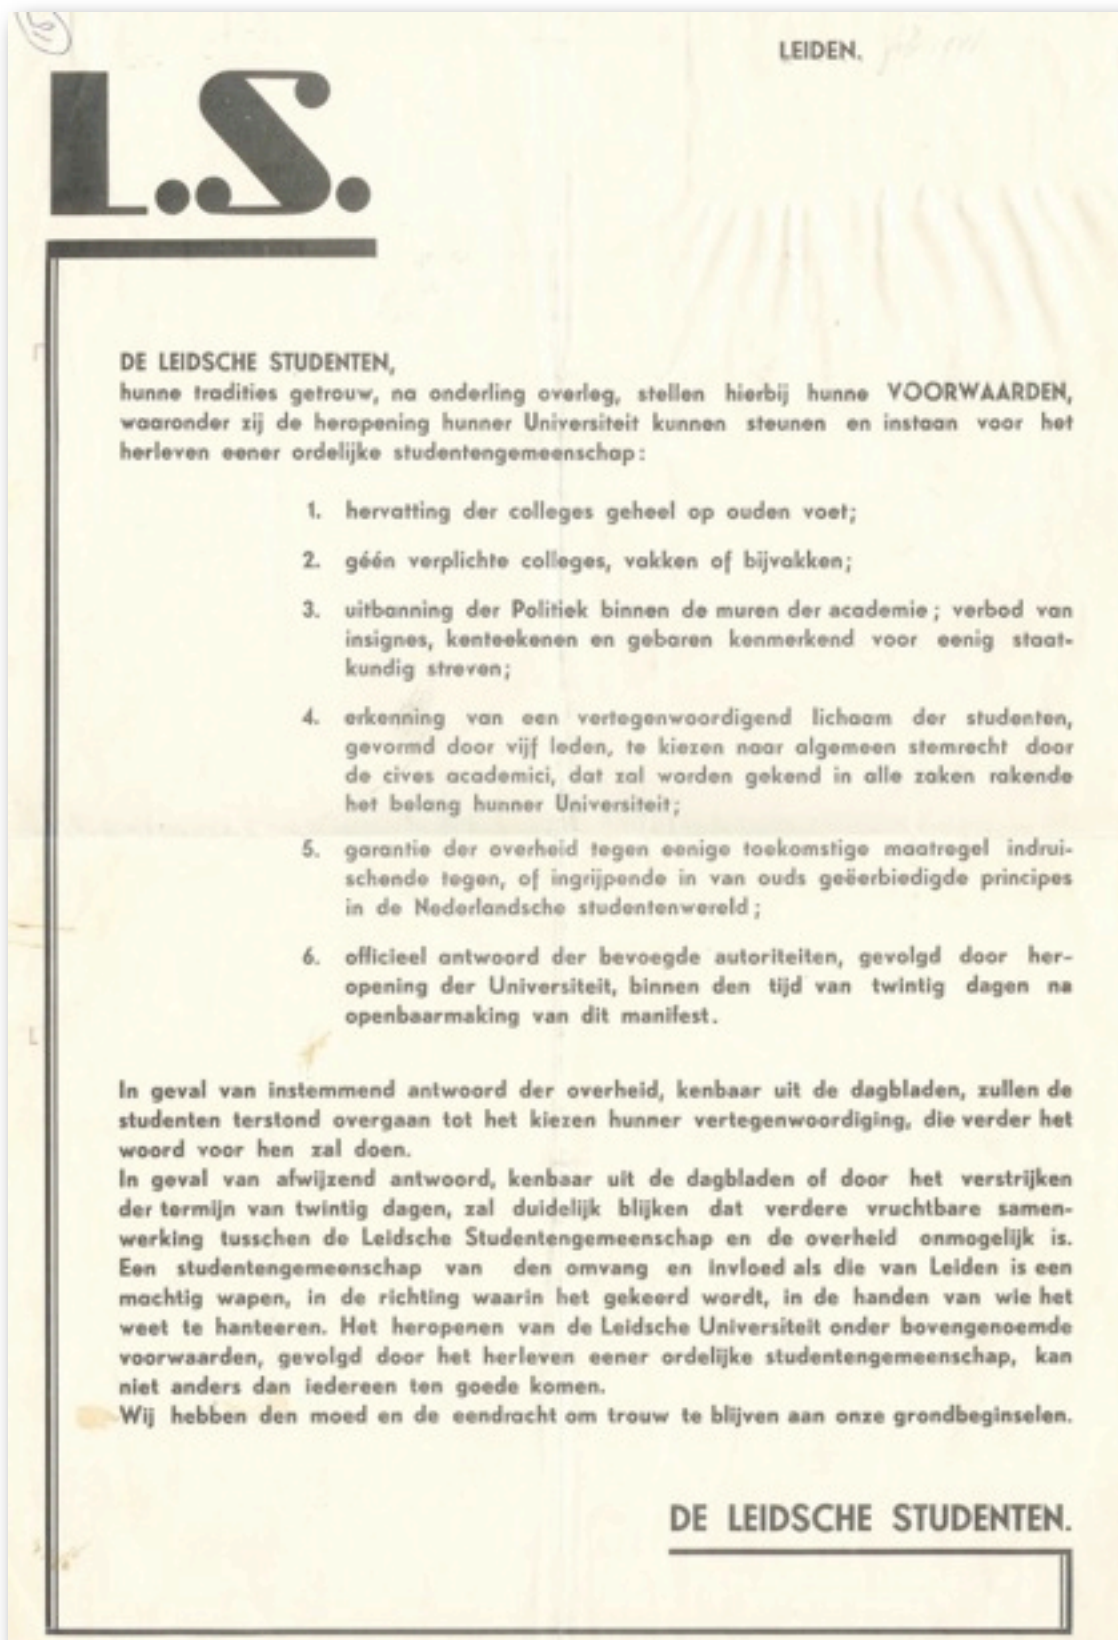 LEIDEN.
L.S.
DE LEIDSCHE STUDENTEN,
hunne tradities getrouw, na onderling overleg, stellen hierbij hunne VOORWAARDEN,
waaronder zij de heropening hunner Universiteit kunnen steunen en instaan voor het
herleven eener ordelijke studentengemeenschap:
1. hervatting der colleges geheel op ouden voet;
2. géén verplichte colleges, vakken of bijvakken;
3. uitbanning der Politiek binnen de muren der academie; verbod van
insignes, kenteekenen en gebaren kenmerkend voor eenig staat-
kundig streven;
4. erkenning van een vertegenwoordigend lichaam der studenten,
gevormd door vijf leden, te kiezen naar algemeen stemrecht door
de cives academici, dat zal worden gekend in alle zaken rakende
het belang hunner Universiteit;
5. garantie der overheid tegen eenige toekomstige maatregel indrui-
schende tegen, of ingrijpende in van ouds geëerbiedigde principes
in de Nederlandsche studentenwereld;
6. officieel antwoord der bevoegde autoriteiten, gevolgd door her-
opening der Universiteit, binnen den tijd van twintig dagen na
openbaarmaking van dit manifest.
In geval van instemmend antwoord der overheid, kenbaar uit de dagbladen, zullen de
studenten terstond overgaan tot het kiezen hunner vertegenwoordiging, die verder het
woord voor hen zal doen.
In geval van afwijzend antwoord, kenbaar uit de dagbladen of door het verstrijken
der termijn van twintig dagen, zal duidelijk blijken dat verdere vruchtbare samen-
werking tusschen de Leidsche Studentengemeenschap en de overheid onmogelijk is.
Een studentengemeenschap van den omvang en invloed als die van Leiden is een
machtig wapen, in de richting waarin het gekeerd wordt, in de handen van wie het
weet te hanteeren. Het heropenen van de Leidsche Universiteit onder bovengenoemde
voorwaarden, gevolgd door het herleven eener ordelijke studentengemeenschap, kan
niet anders dan iedereen ten goede komen.
Wij hebben den moed en de eendracht om trouw te blijven aan onze grondbeginselen.
DE LEIDSCHE STUDENTEN.